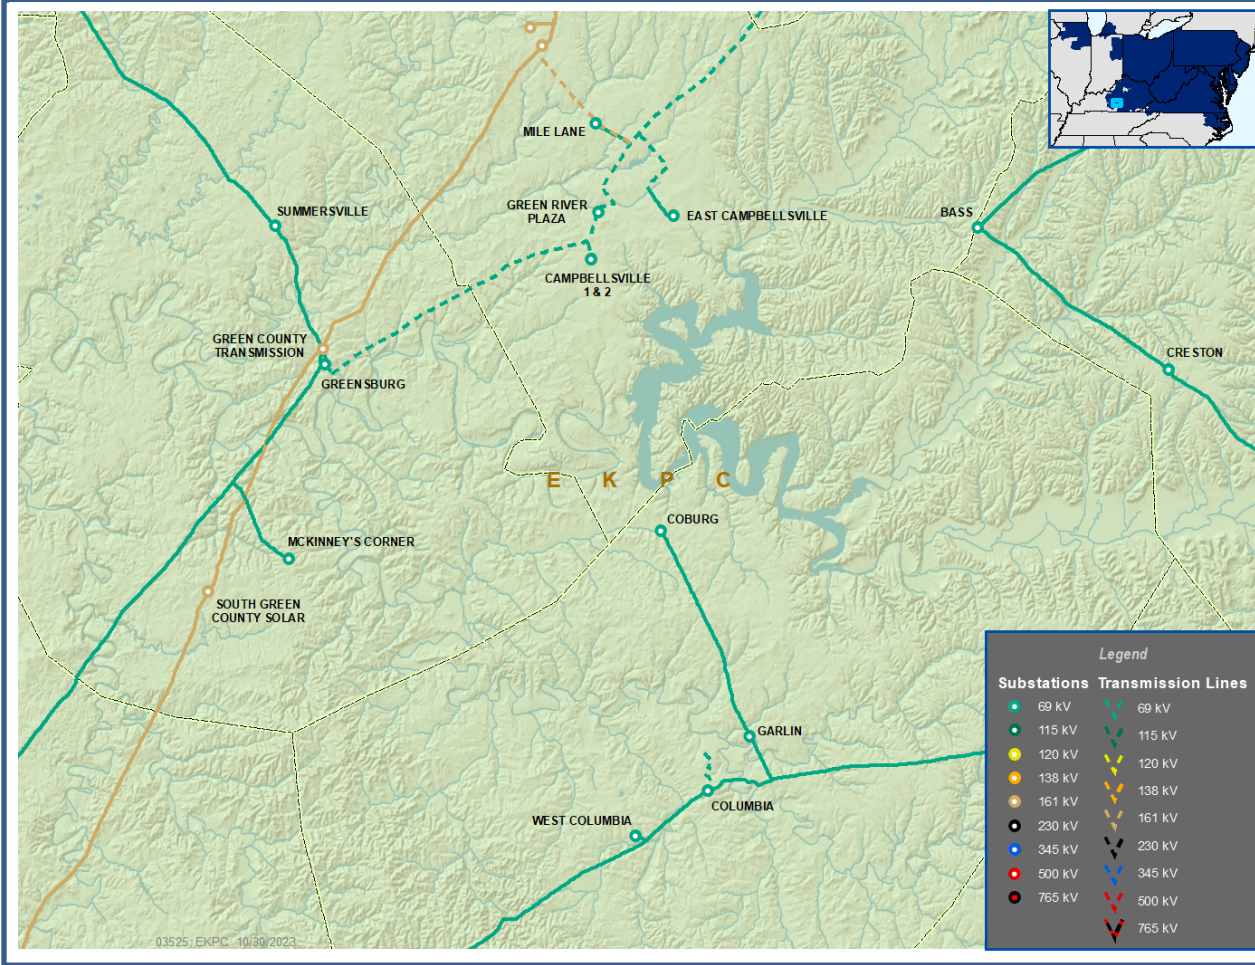 MILE LANE
SUMMERSVILLE
GREEN RIVER
PLAZA
EAST CAMPBELLSVILLE
BASS
CAMPBELLSVILLE
1 & 2
GREEN COUNTY
TRANSMISSION
GREENSBURG
CRESTON
E K P C
COBURG
MCKINNEY'S CORNER
SOUTH GREEN
COUNTY SOLAR
GARLIN
COLUMBIA
WEST COLUMBIA
Legend
Substations Transmission Lines
69 kV 69 kV
115 kV 115 kV
120 kV 120 kV
138 kV 138 kV
161 kV 161 kV
230 kV 230 kV
345 kV 345 kV
500 kV 500 kV
765 kV 765 kV
03525; EKPC 10/30/2023